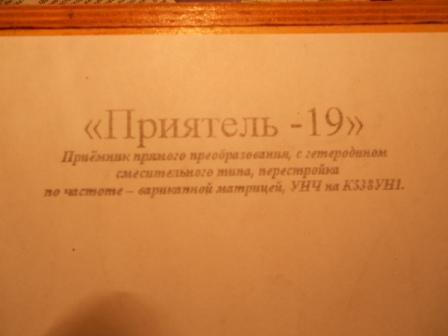 «Приятель -19»
Приёмник прямого преобразования, с гетеродином
смесительного типа, перестройка
по частоте – варикапной матрицей, УНЧ на К538УН1.